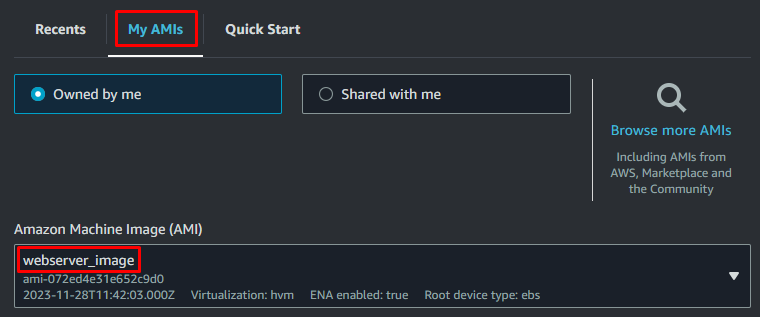 Recents
My AMIs
Quick Start
Owned by me
Shared with me
Browse more AMIs
Including AMIs from
AWS, Marketplace and
the Community
Amazon Machine Image (AMI)
webserver_image
ami-072ed4e31e652c9d0
2023-11-28T11:42:03.000Z Virtualization: hvm ENA enabled: true Root device type: ebs